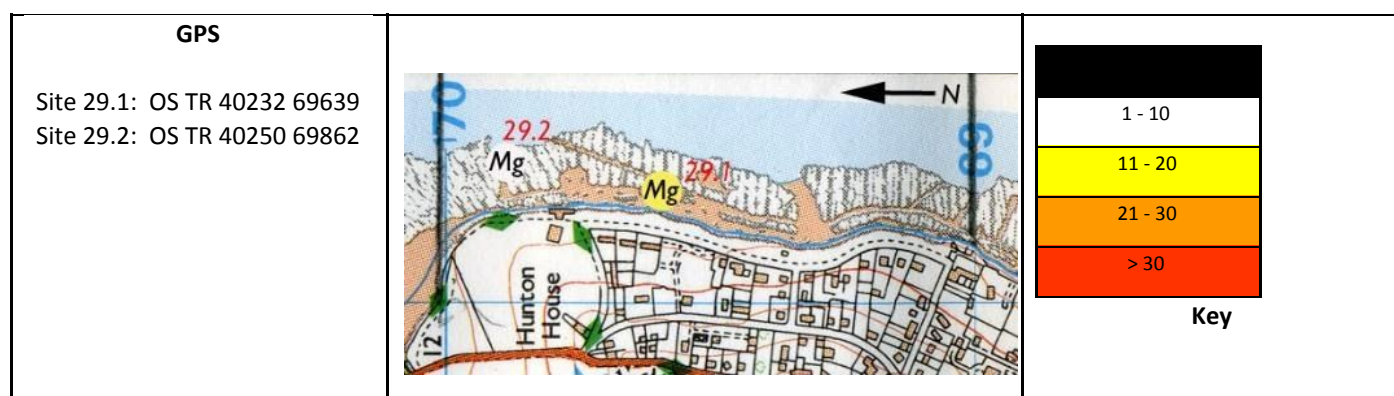 GPS
Site 29.1: OS TR 40232 69639
Site 29.2: OS TR 40250 69862
70
N
69
29.2
Mg
29.1
Mg
Hunton
House
12
1 - 10
11 - 20
21 - 30
> 30
Key